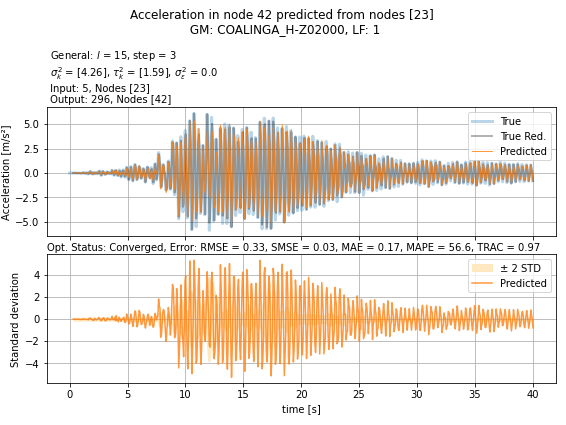 Acceleration in node 42 predicted from nodes [23]
GM: COALINGA_H-Z02000, LF: 1
General: l = 15, step = 3
σ²ₖ = [4.26], τ²ₖ = [1.59], σ²ₑ = 0.0
Input: 5, Nodes [23]
Output: 296, Nodes [42]
Acceleration [m/s²]
5.0
2.5
0.0
−2.5
−5.0
True
True Red.
Predicted
Opt. Status: Converged, Error: RMSE = 0.33, SMSE = 0.03, MAE = 0.17, MAPE = 56.6, TRAC = 0.97
Standard deviation
4
2
0
−2
−4
± 2 STD
Predicted
0 5 10 15 20 25 30 35 40
time [s]